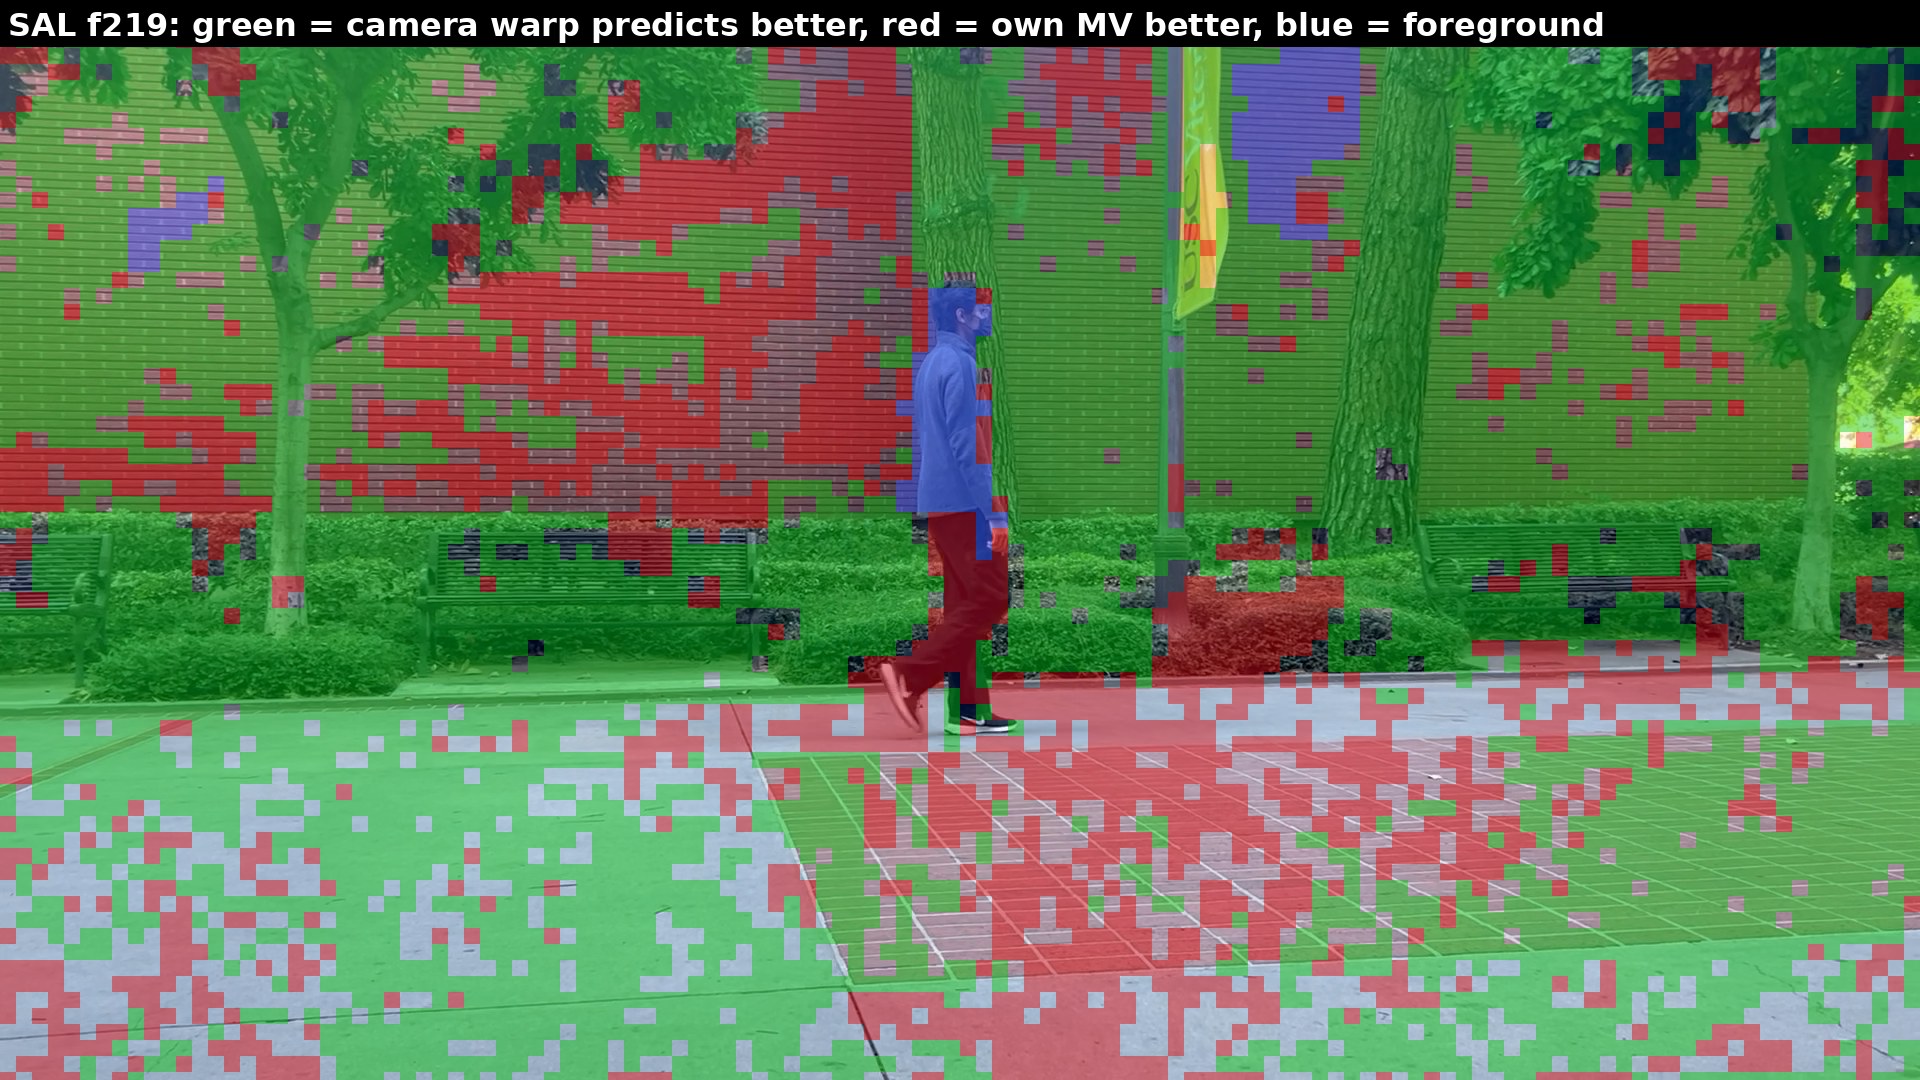 SAL f219: green = camera warp predicts better, red = own MV better, blue = foreground